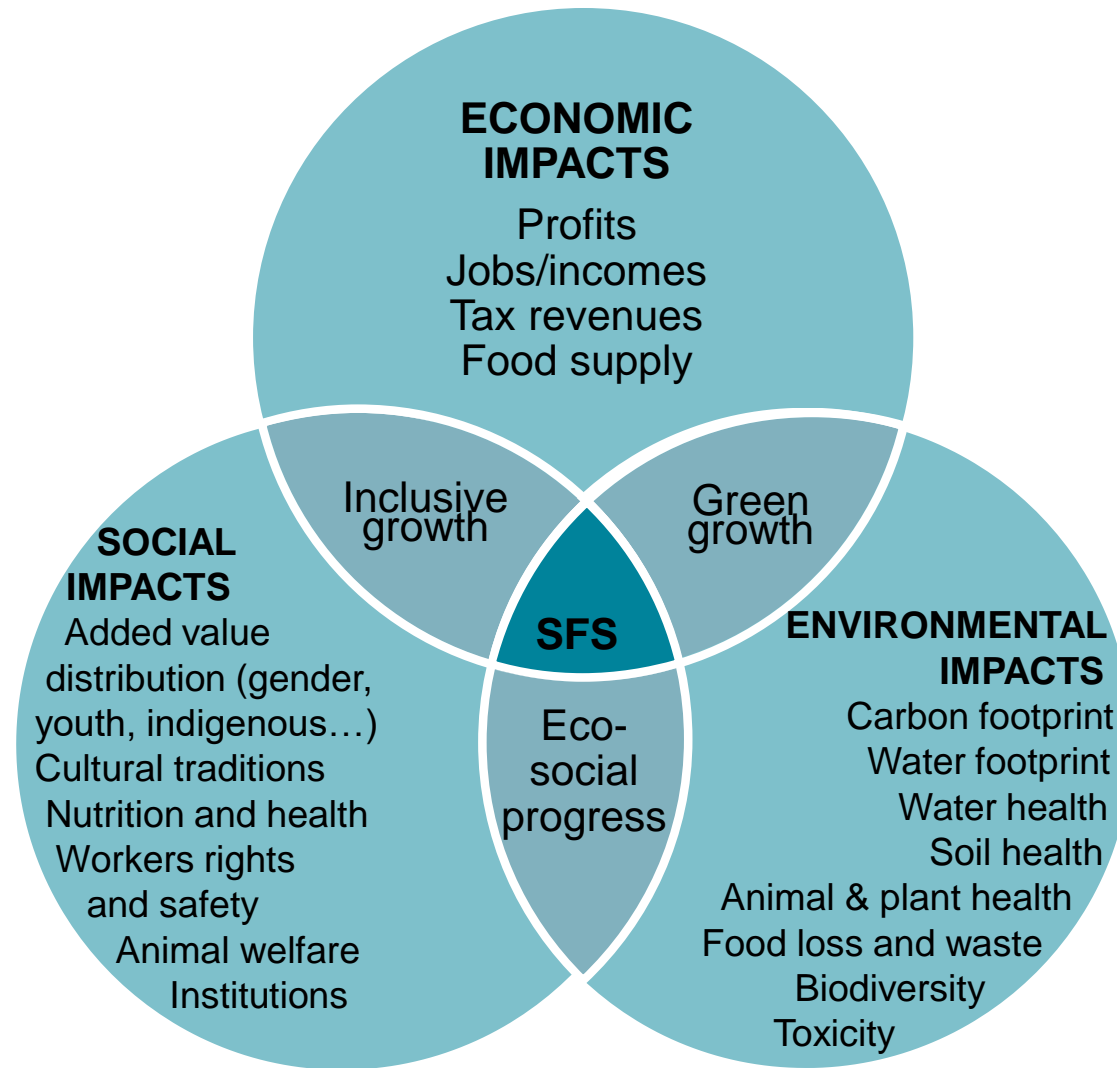 ECONOMIC
IMPACTS
Profits
Jobs/incomes
Tax revenues
Food supply
Inclusive
growth
Green
growth
SOCIAL
IMPACTS
Added value
distribution (gender,
youth, indigenous…)
Cultural traditions
Nutrition and health
Workers rights
and safety
Animal welfare
Institutions
SFS
Eco-
social
progress
ENVIRONMENTAL
IMPACTS
Carbon footprint
Water footprint
Water health
Soil health
Animal & plant health
Food loss and waste
Biodiversity
Toxicity